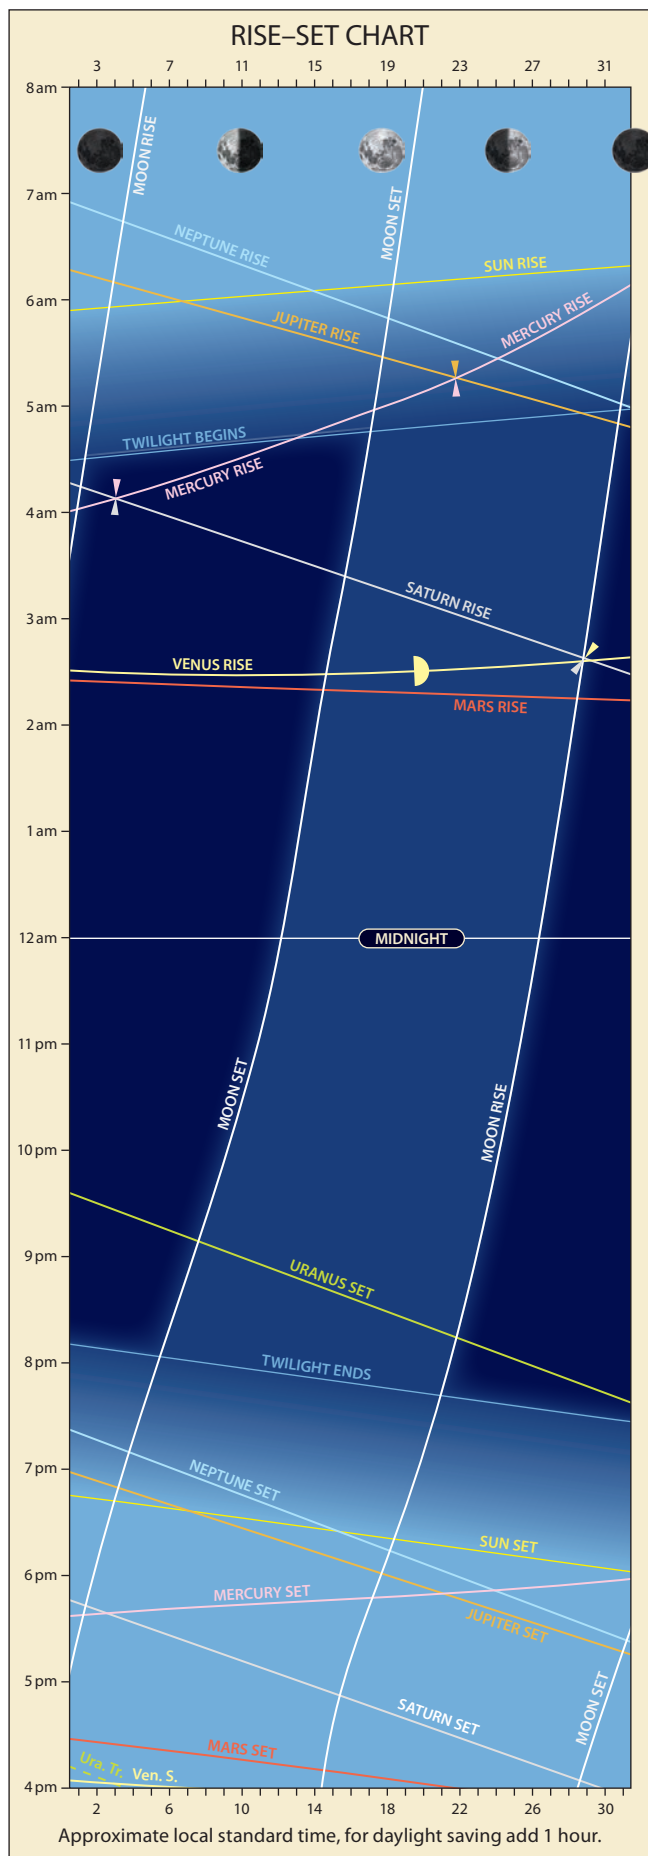 RISE–SET CHART
3 7 11 15 19 23 27 31
8 am
MOON RISE
7 am
MOON SET
NEPTUNE RISE
SUN RISE
6 am
MERCURY RISE
JUPITER RISE
5 am
TWILIGHT BEGINS
MERCURY RISE
4 am
SATURN RISE
3 am
VENUS RISE
MARS RISE
2 am
1 am
12 am
MIDNIGHT
11 pm
MOON SET
MOON RISE
10 pm
9 pm
URANUS SET
8 pm
TWILIGHT ENDS
7 pm
NEPTUNE SET
SUN SET
6 pm
MERCURY SET
JUPITER SET
5 pm
SATURN SET
MOON SET
MARS SET
Ura. Tr.
Ven. S.
4 pm
2 6 10 14 18 22 26 30
Approximate local standard time, for daylight saving add 1 hour.